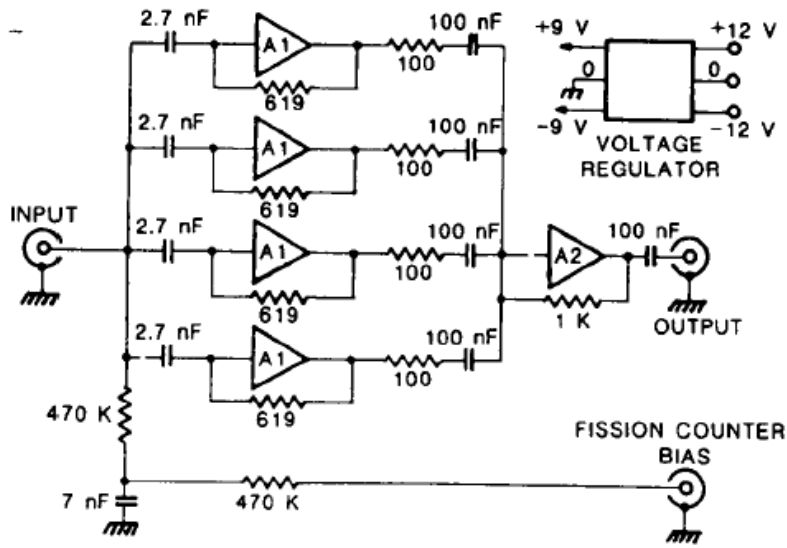 2.7 nF
A1
619
100
100 nF
+9 V
+12 V
0
0
-9 V
-12 V
VOLTAGE
REGULATOR
2.7 nF
A1
619
100
100 nF
INPUT
2.7 nF
A1
619
100
100 nF
A2
100 nF
1 K
OUTPUT
2.7 nF
A1
619
100
100 nF
470 K
FISSION COUNTER
BIAS
7 nF
470 K